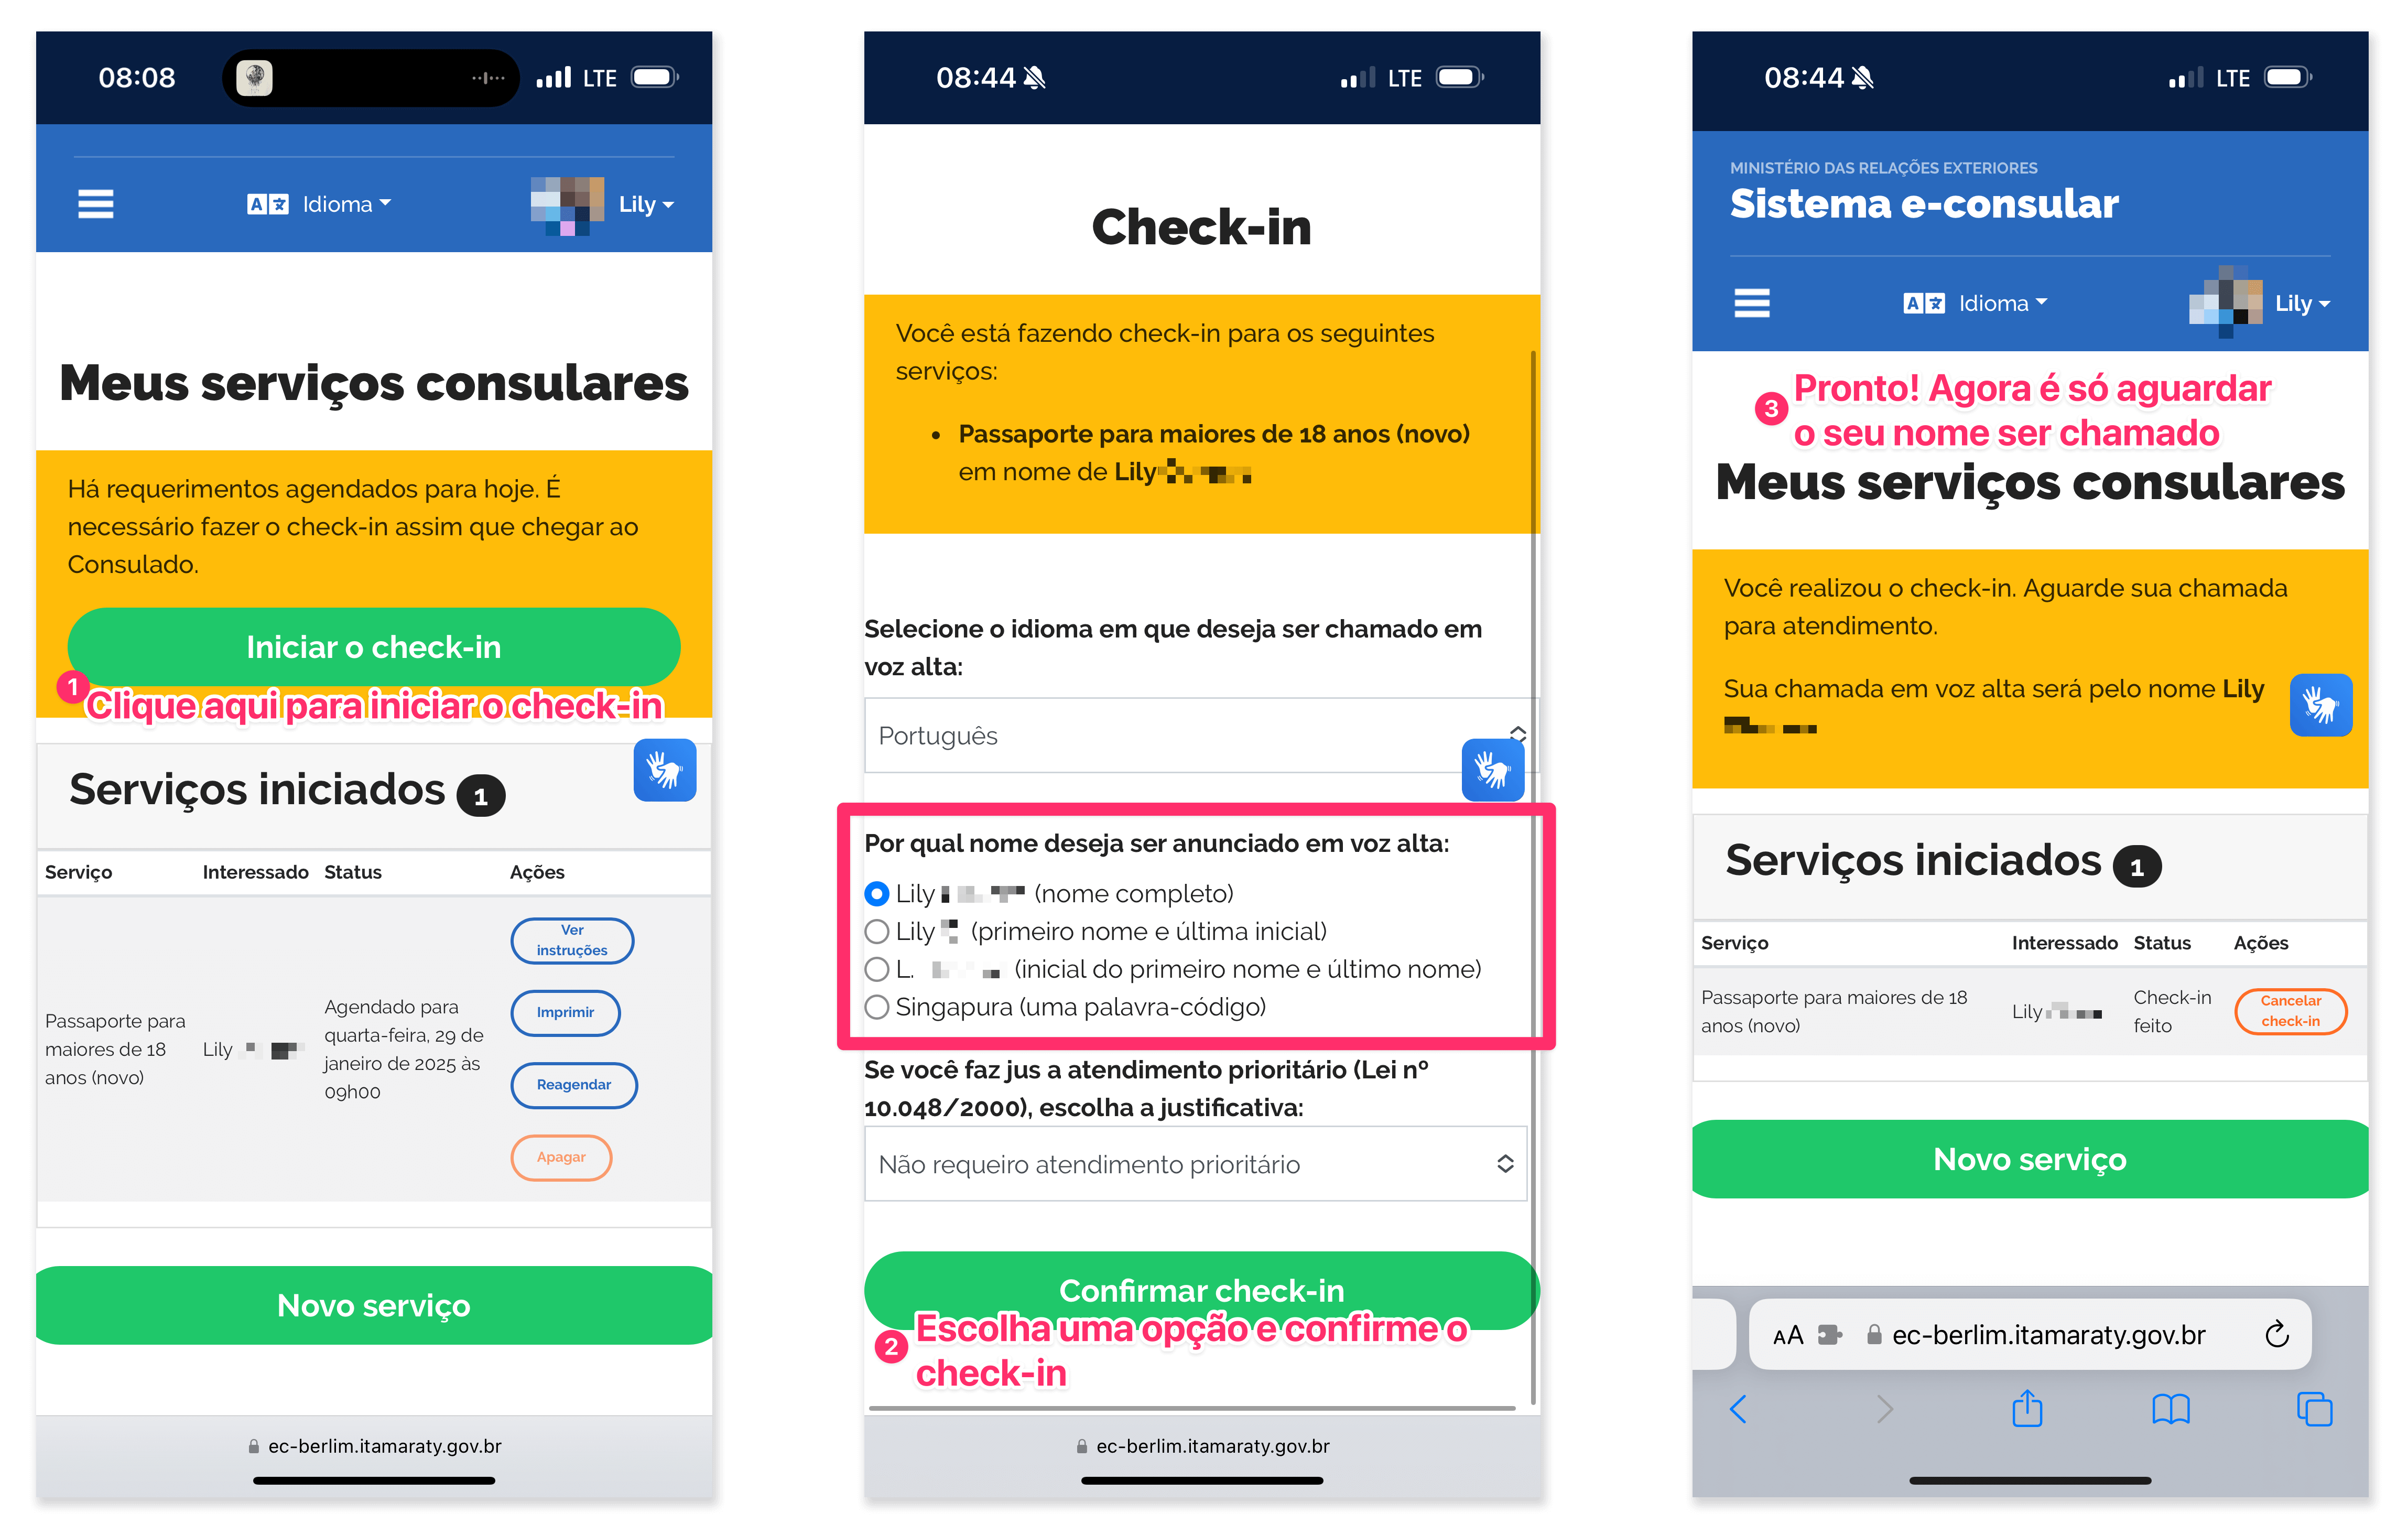 08:08
LTE
Idioma
Lily
Meus serviços consulares
Há requerimentos agendados para hoje. É
necessário fazer o check-in assim que chegar ao
Consulado.
Iniciar o check-in
1
Clique aqui para iniciar o check-in
Serviços iniciados 1
Serviço Interessado Status Ações
Passaporte para
maiores de 18
anos (novo)
Lily
Agendado para
quarta-feira, 29 de
janeiro de 2025 às
09h00
Ver
instruções
Imprimir
Reagendar
Apagar
Novo serviço
ec-berlim.itamaraty.gov.br
08:44
LTE
Check-in
Você está fazendo check-in para os seguintes
serviços:
• Passaporte para maiores de 18 anos (novo)
em nome de Lily
Selecione o idioma em que deseja ser chamado em
voz alta:
Português
Por qual nome deseja ser anunciado em voz alta:
Lily (nome completo)
Lily (primeiro nome e última inicial)
L. (inicial do primeiro nome e último nome)
Singapura (uma palavra-código)
Se você faz jus a atendimento prioritário (Lei nº
10.048/2000), escolha a justificativa:
Não requeiro atendimento prioritário
Confirmar check-in
2
Escolha uma opção e confirme o
check-in
ec-berlim.itamaraty.gov.br
08:44
LTE
MINISTÉRIO DAS RELAÇÕES EXTERIORES
Sistema e-consular
Idioma
Lily
3
Pronto! Agora é só aguardar
o seu nome ser chamado
Meus serviços consulares
Você realizou o check-in. Aguarde sua chamada
para atendimento.
Sua chamada em voz alta será pelo nome Lily
Serviços iniciados 1
Serviço Interessado Status Ações
Passaporte para maiores de 18
anos (novo)
Lily
Check-in
feito
Cancelar
check-in
Novo serviço
AA ec-berlim.itamaraty.gov.br